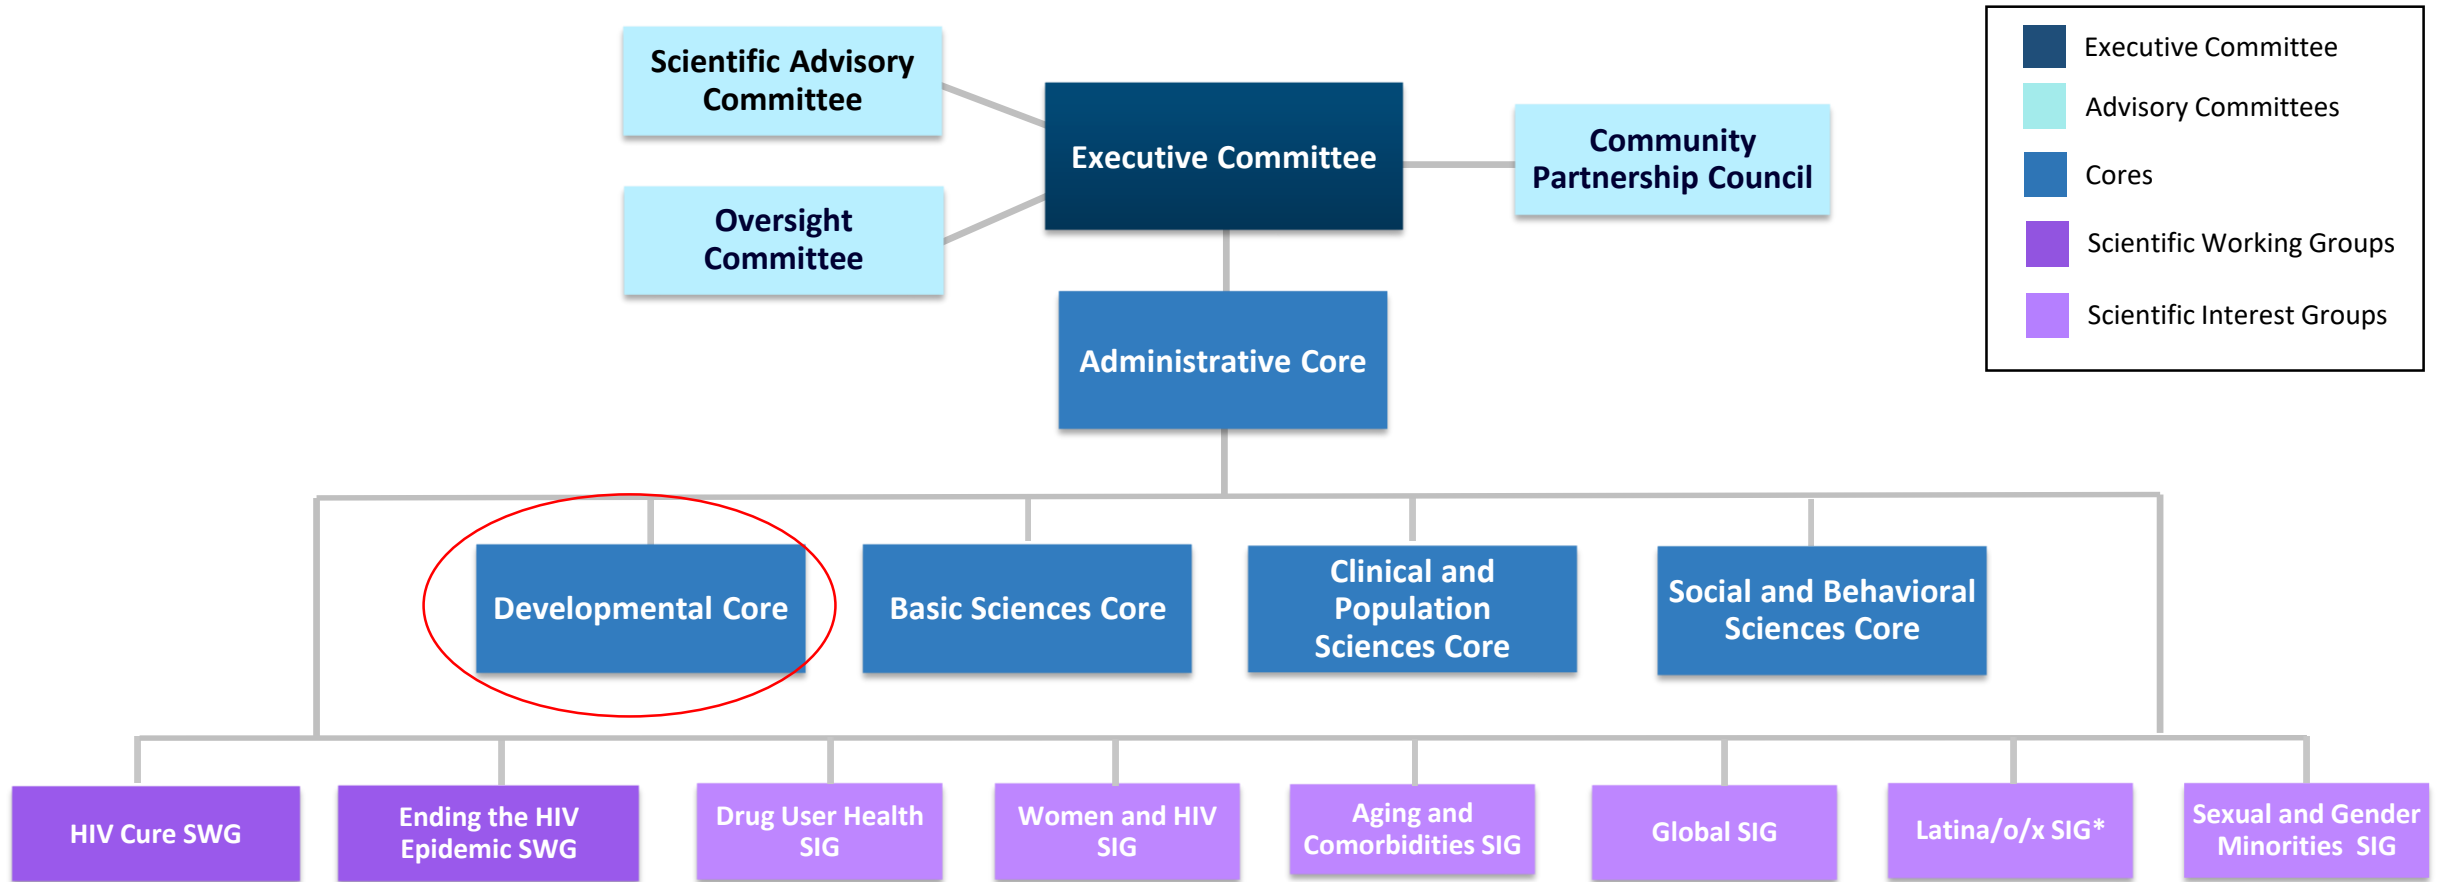 Scientific Advisory
Committee
Executive Committee
Community
Partnership Council
Oversight
Committee
Administrative Core
Executive Committee
Advisory Committees
Cores
Scientific Working Groups
Scientific Interest Groups
Developmental Core
Basic Sciences Core
Clinical and
Population
Sciences Core
Social and Behavioral
Sciences Core
HIV Cure SWG
Ending the HIV
Epidemic SWG
Drug User Health
SIG
Women and HIV
SIG
Aging and
Comorbidities SIG
Global SIG
Latina/o/x SIG*
Sexual and Gender
Minorities SIG